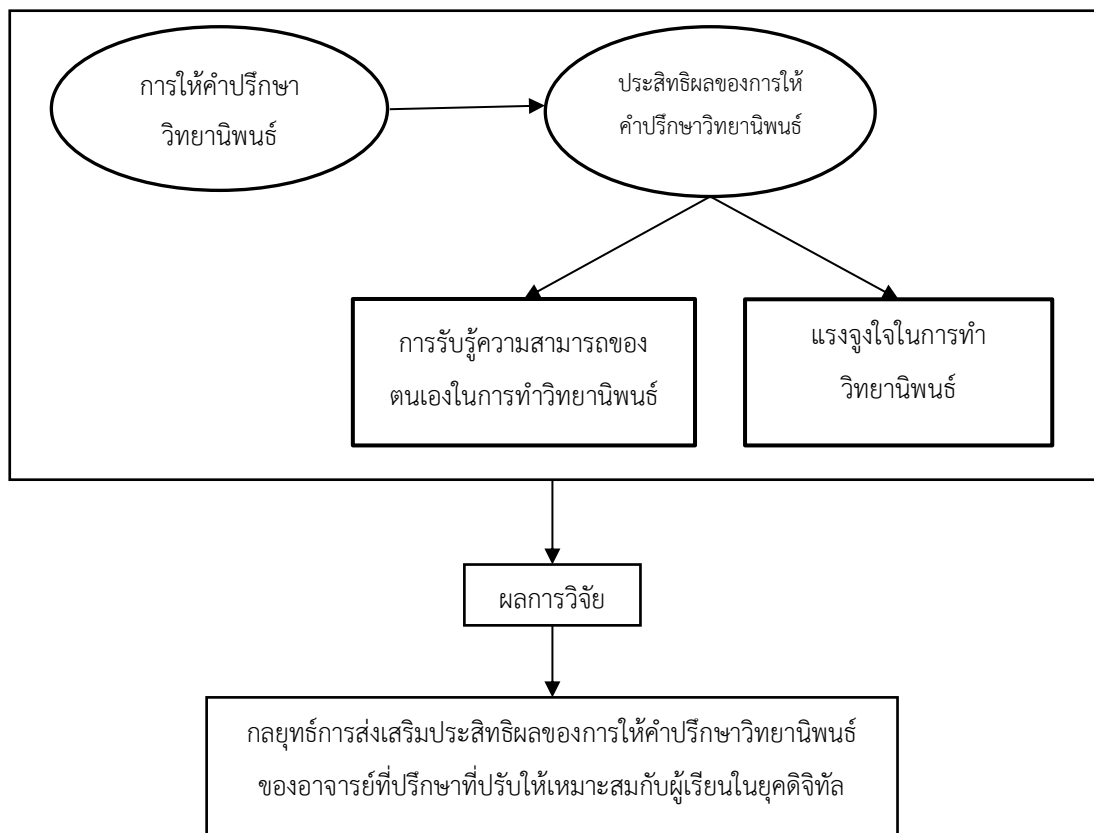 การให้คำปรึกษา
วิทยานิพนธ์
ประสิทธิผลของการให้
คำปรึกษาวิทยานิพนธ์
การรับรู้ความสามารถของ
ตนเองในการทำวิทยานิพนธ์
แรงจูงใจในการทำ
วิทยานิพนธ์
ผลการวิจัย
กลยุทธ์การส่งเสริมประสิทธิผลของการให้คำปรึกษาวิทยานิพนธ์
ของอาจารย์ที่ปรึกษาที่ปรับให้เหมาะสมกับผู้เรียนในยุคดิจิทัล